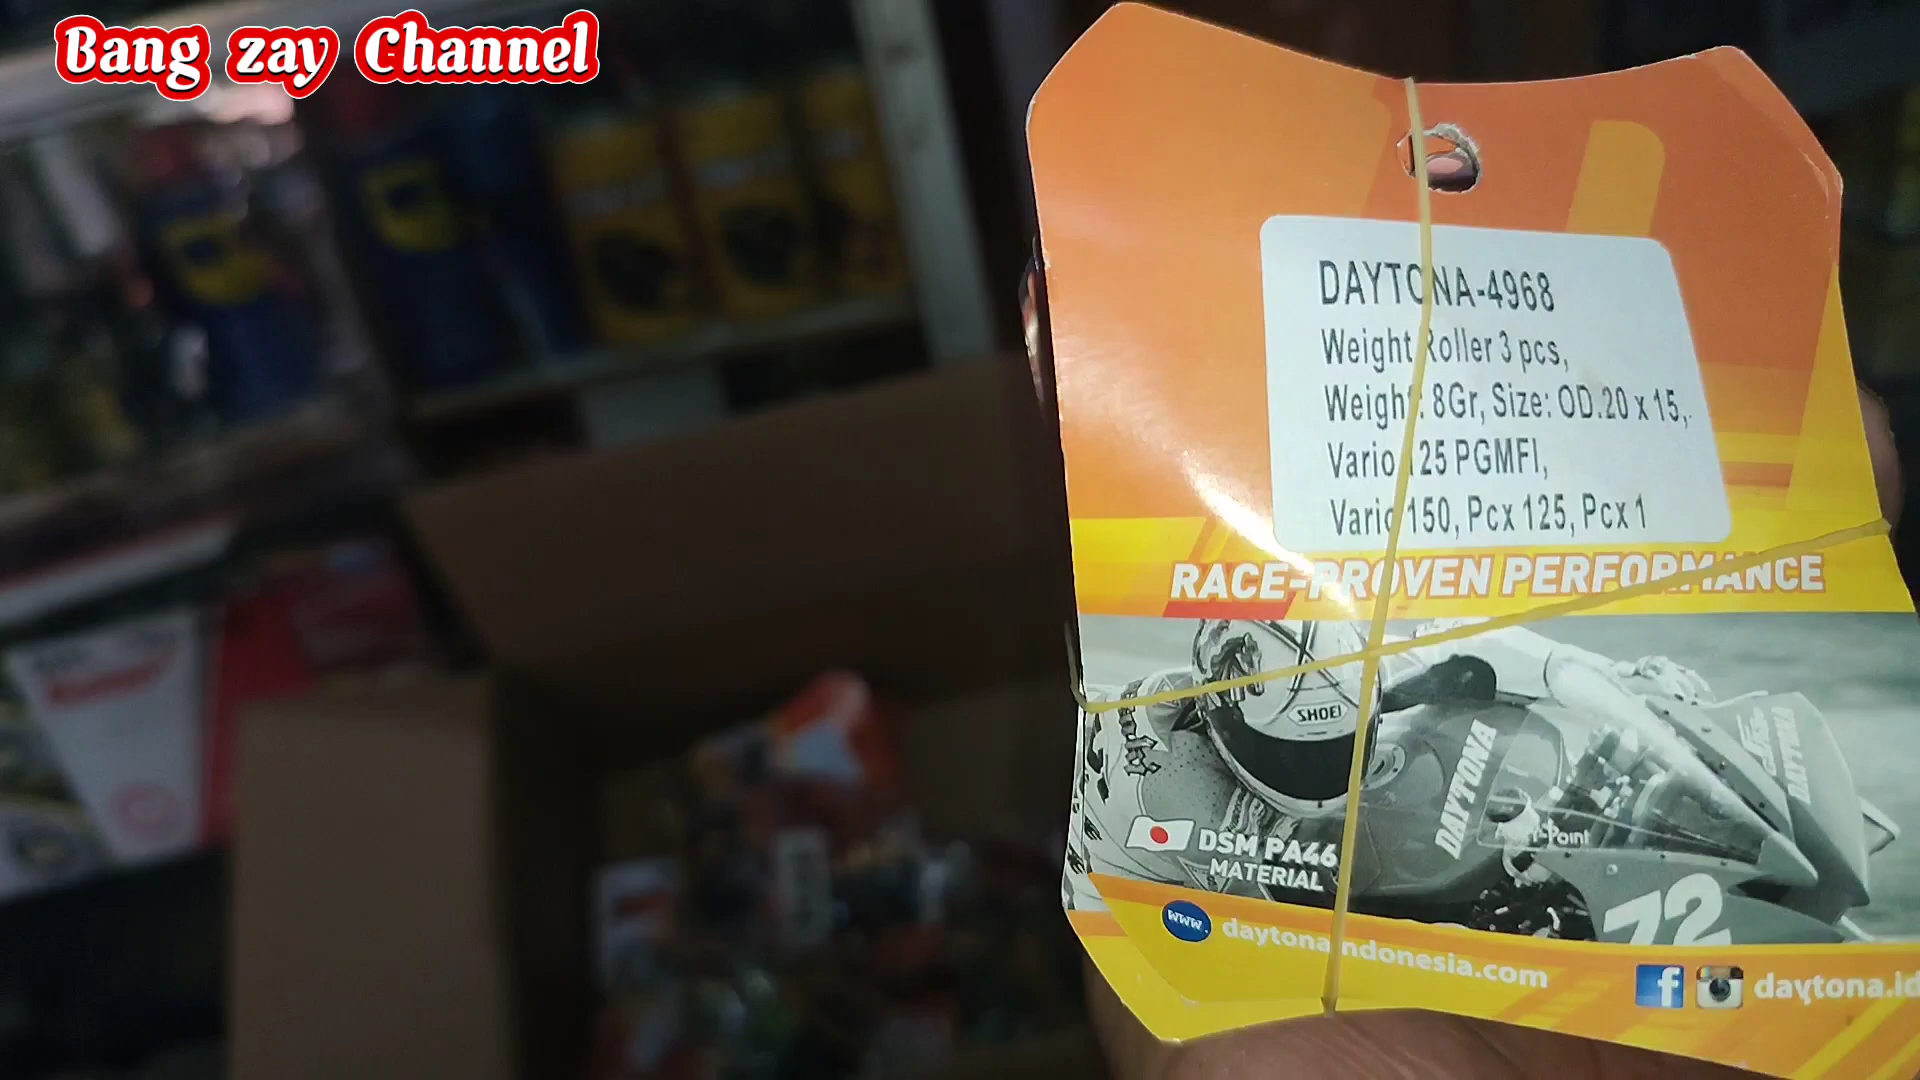 Bang zay Channel
DAYTONA-4968
Weight Roller 3 pcs,
Weight: 8Gr, Size: OD.20 x 15,
Vario 125 PGMFI,
Vario 150, Pcx 125, Pcx 1
RACE-PROVEN PERFORMANCE
SHOEI
DAYTONA
DAYTONA
DSM PA46
MATERIAL
72
www.
daytonaindonesia.com
f
daytona.id